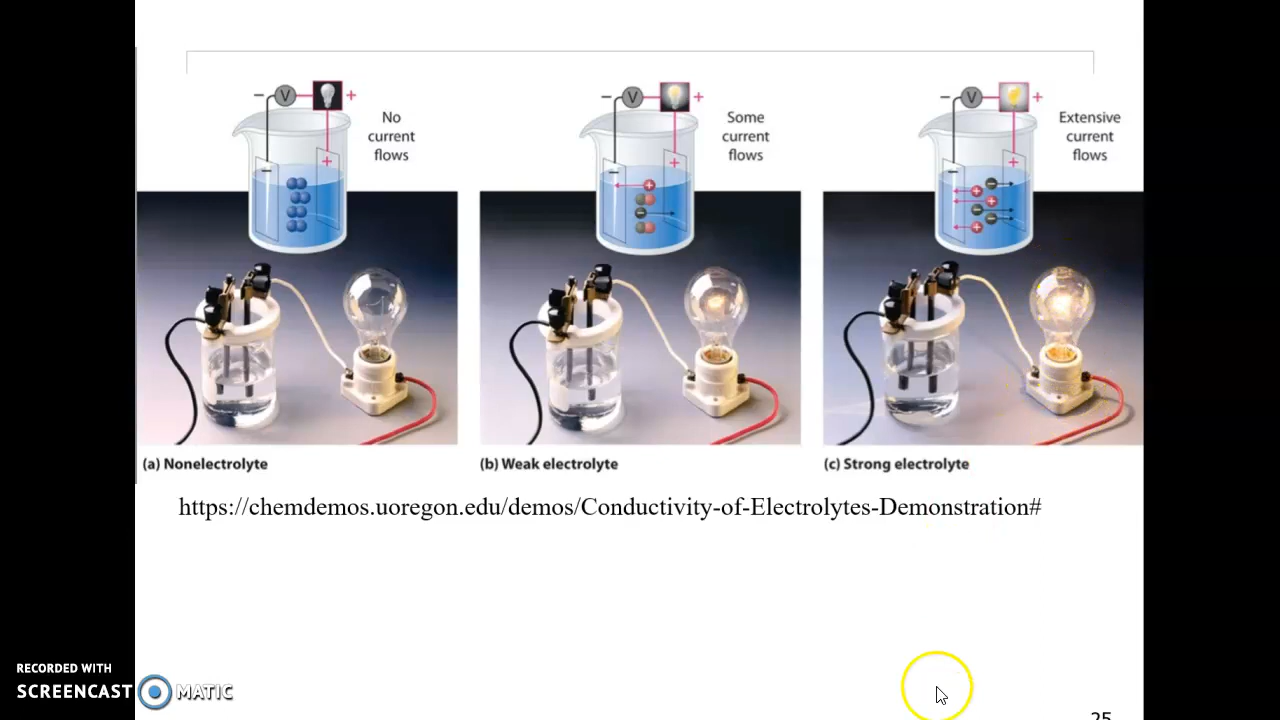 − V +
No
current
flows
− +
− V +
Some
current
flows
− +
+
−
− V +
Extensive
current
flows
− +
−
+
+
−
−
+
(a) Nonelectrolyte
(b) Weak electrolyte
(c) Strong electrolyte
https://chemdemos.uoregon.edu/demos/Conductivity-of-Electrolytes-Demonstration#
RECORDED WITH
SCREENCAST MATIC
25